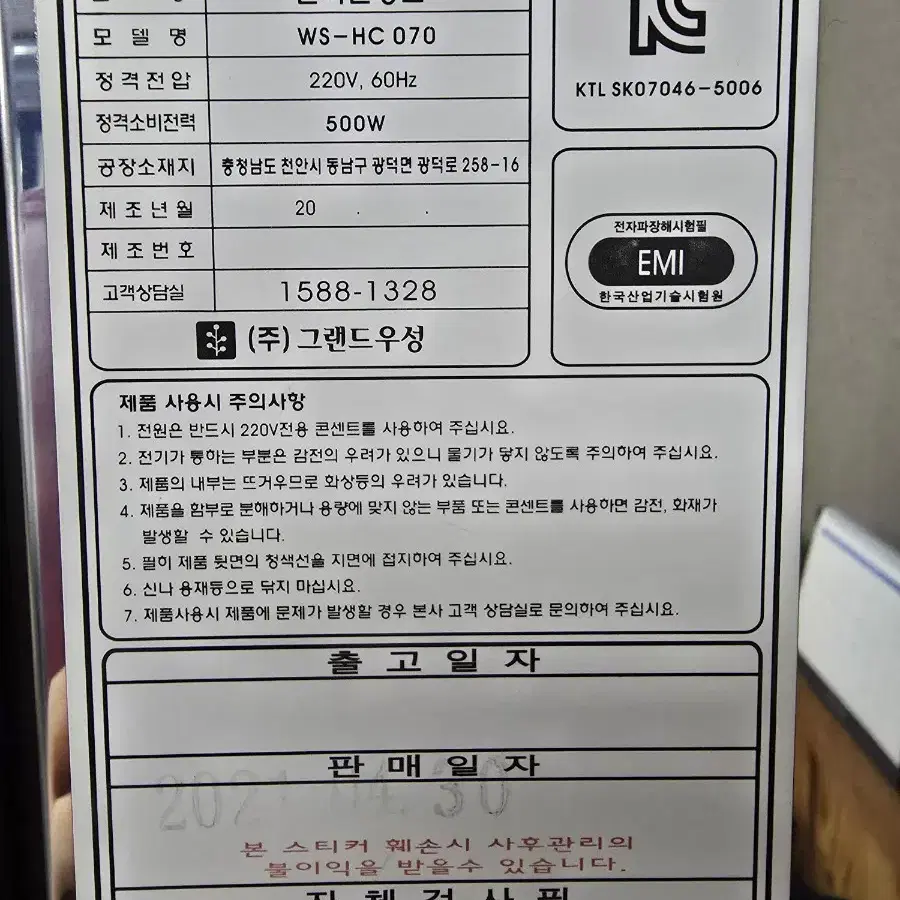 모델명 WS-HC 070
정격전압 220V, 60Hz
정격소비전력 500W
공장소재지 충청남도 천안시 동남구 광덕면 광덕로 258-16
제조년월 20 . .
제조번호
고객상담실 1588-1328
(주)그랜드우성
KTL SK07046-5006
전자파장해시험필
EMI
한국산업기술시험원
제품 사용시 주의사항
1. 전원은 반드시 220V전용 콘센트를 사용하여 주십시요.
2. 전기가 통하는 부분은 감전의 우려가 있으니 물기가 닿지 않도록 주의하여 주십시요.
3. 제품의 내부는 뜨거우므로 화상등의 우려가 있습니다.
4. 제품을 함부로 분해하거나 용량에 맞지 않는 부품 또는 콘센트를 사용하면 감전, 화재가
발생할 수 있습니다.
5. 필히 제품 뒷면의 청색선을 지면에 접지하여 주십시요.
6. 신나 용재등으로 닦지 마십시요.
7. 제품사용시 제품에 문제가 발생할 경우 본사 고객 상담실로 문의하여 주십시요.
출고일자
판매일자
2021.04.30
본 스티커 훼손시 사후관리의
불이익을 받을수 있습니다.